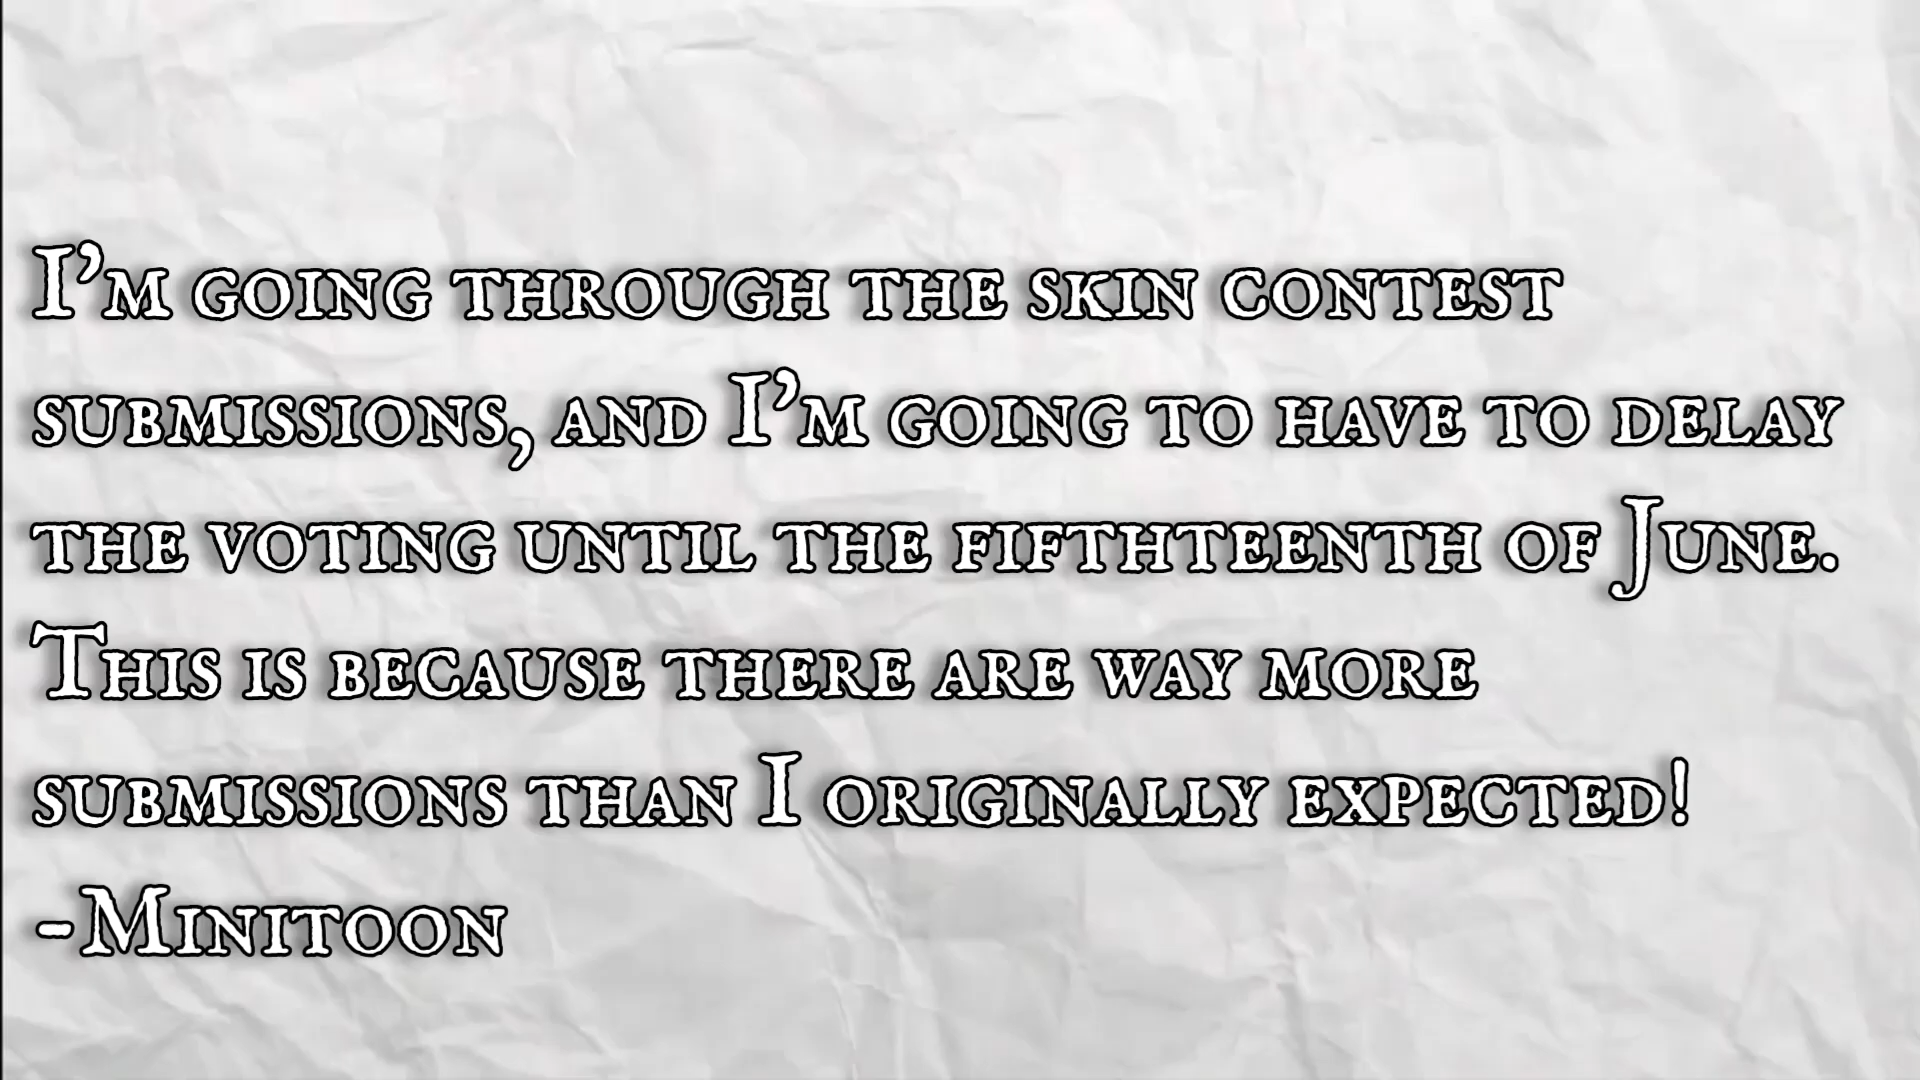 I'm going through the skin contest
submissions, and I'm going to have to delay
the voting until the fifthteenth of June.
This is because there are way more
submissions than I originally expected!
-Minitoon